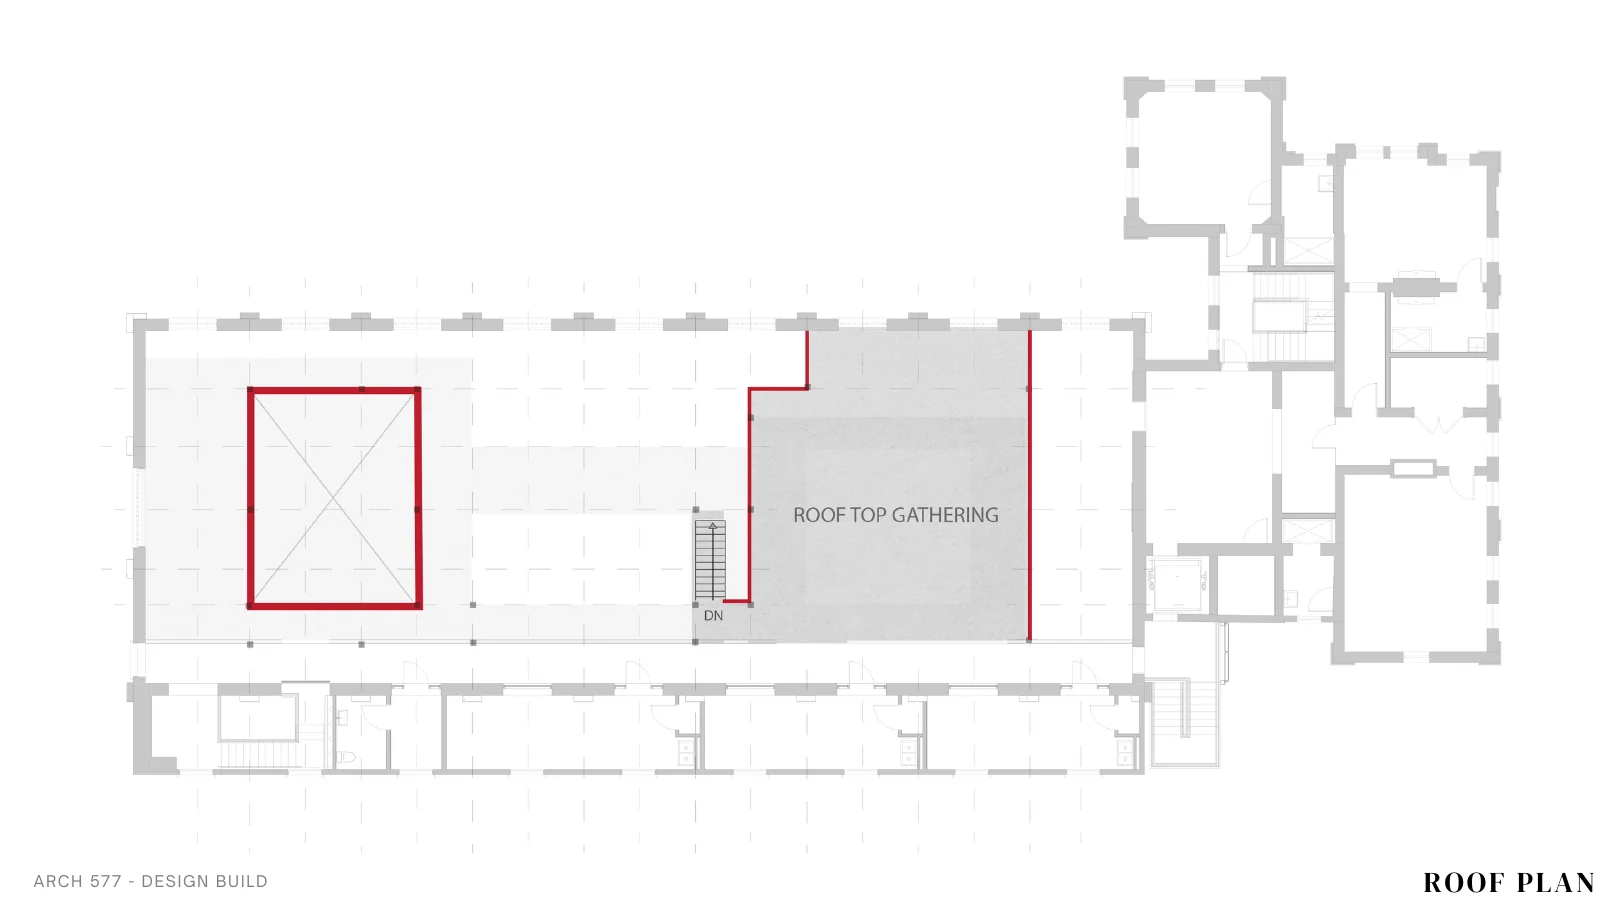 ROOF TOP GATHERING
DN
ARCH 577 - DESIGN BUILD
ROOF PLAN